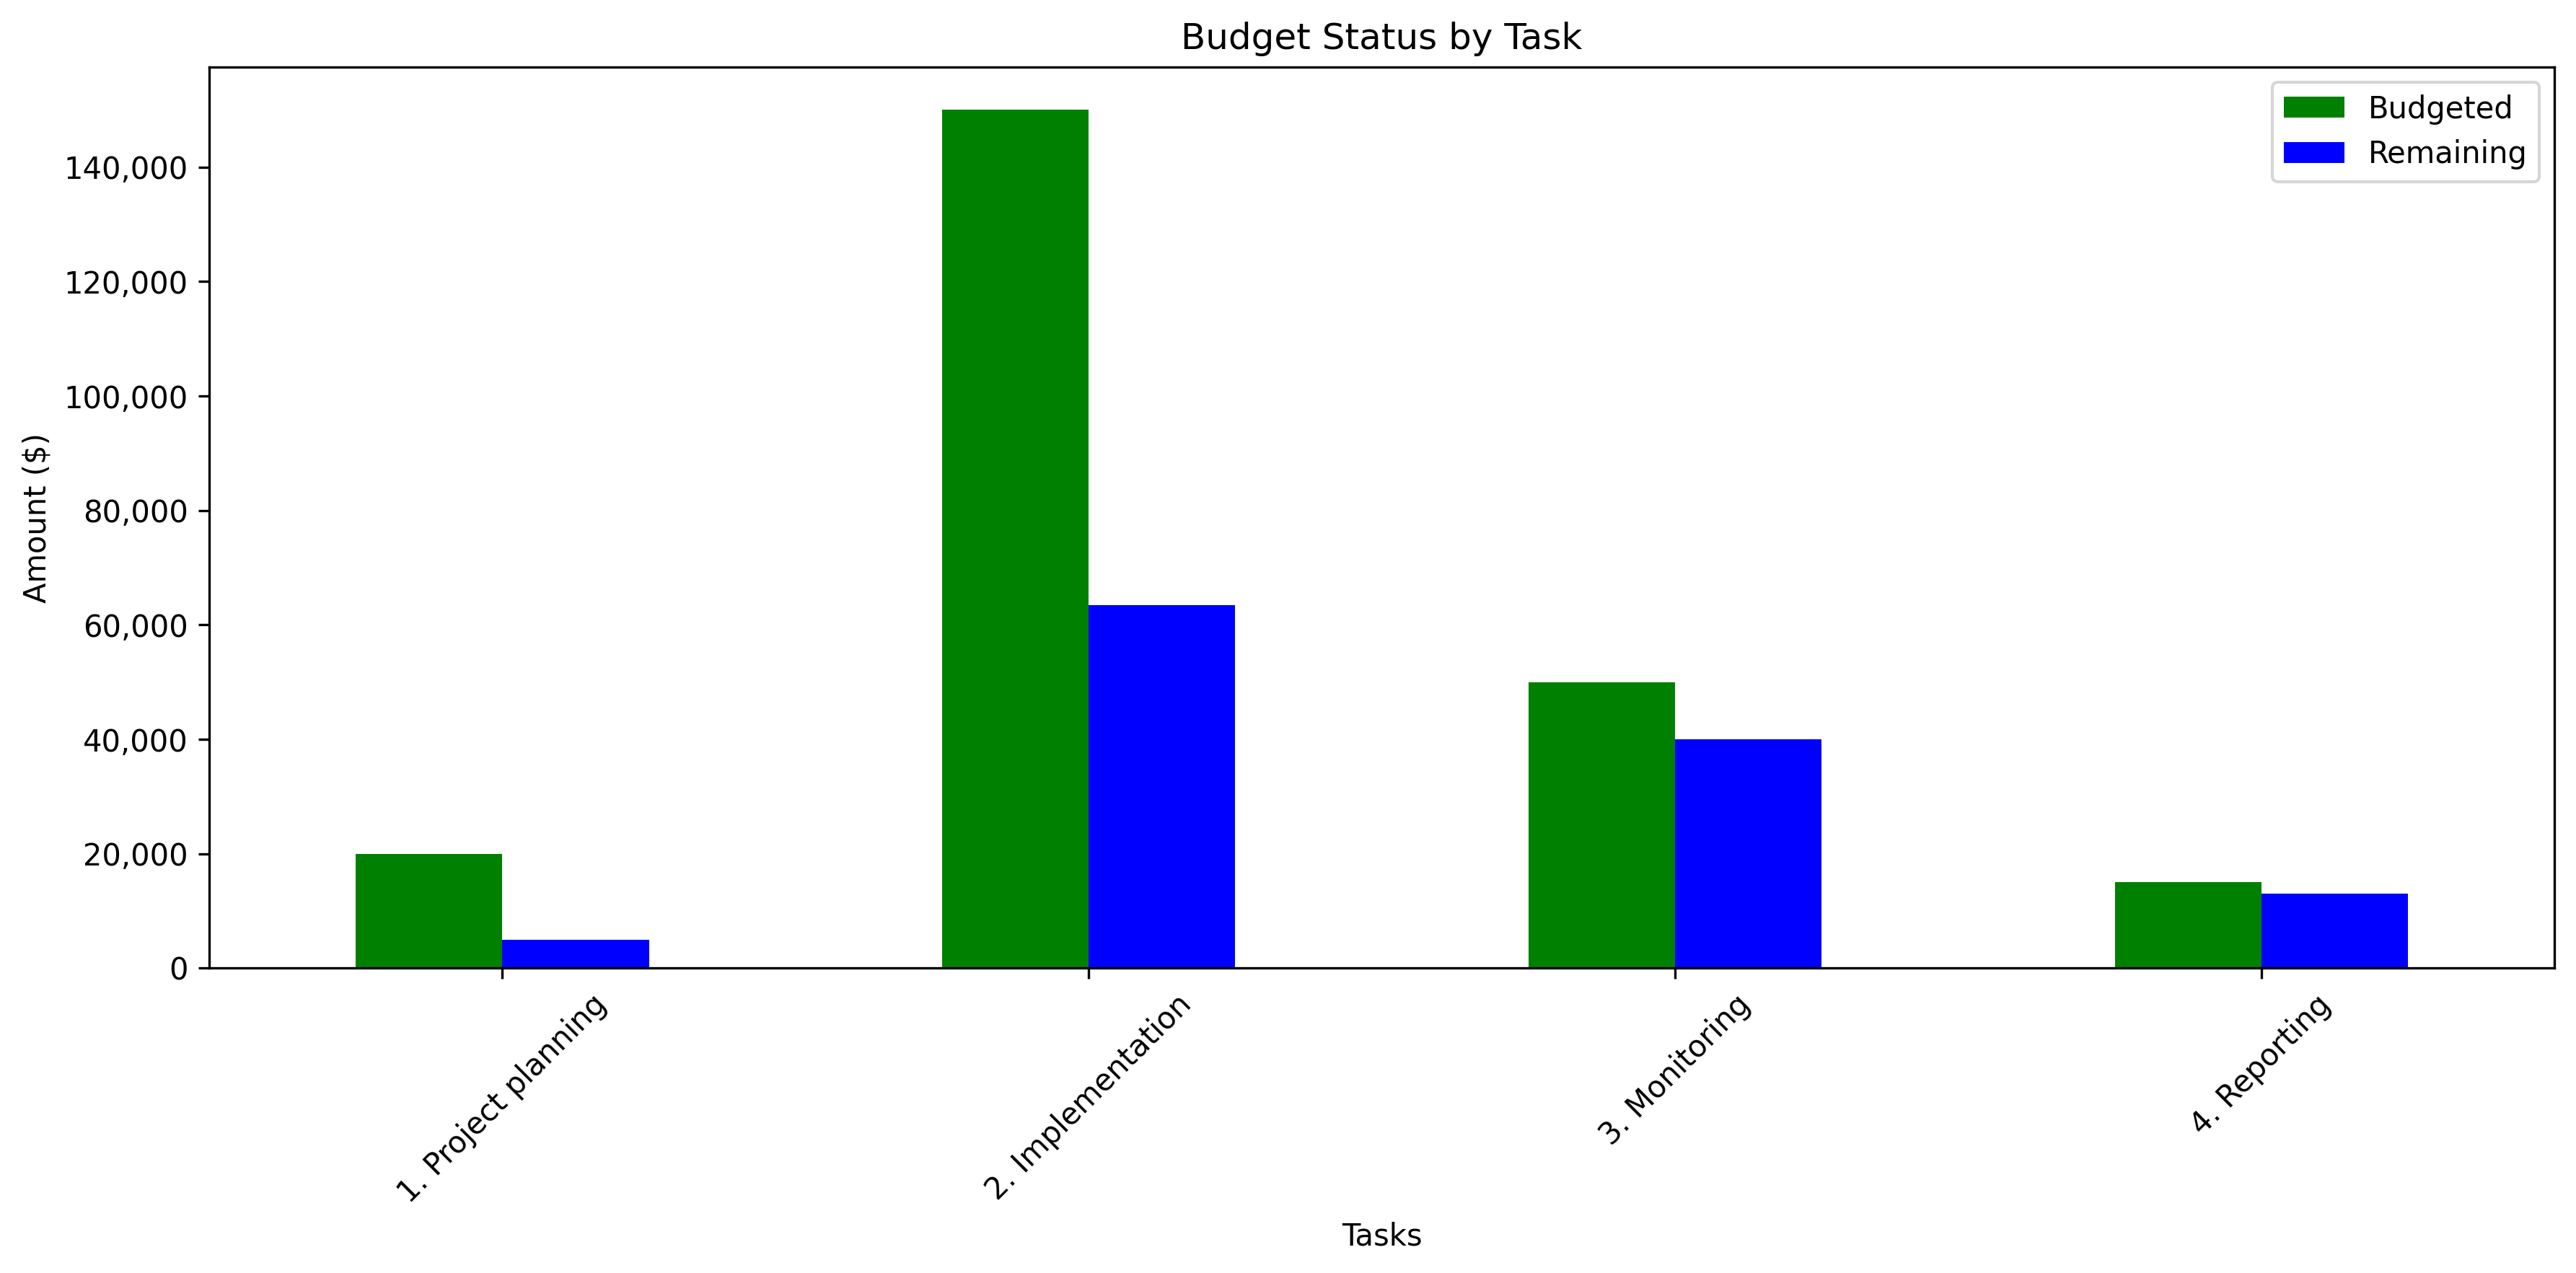 Budget Status by Task
Budgeted
Remaining
Amount ($)
140,000
120,000
100,000
80,000
60,000
40,000
20,000
0
1. Project planning
2. Implementation
3. Monitoring
4. Reporting
Tasks